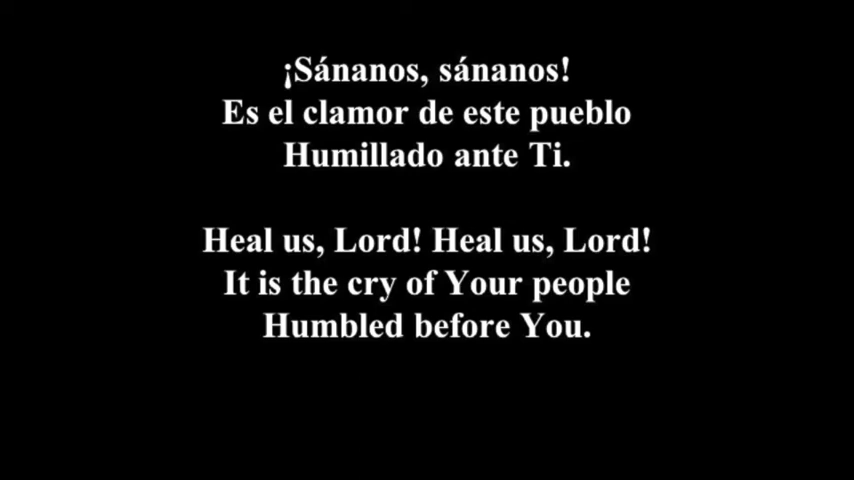 ¡Sánanos, sánanos!
Es el clamor de este pueblo
Humillado ante Ti.
Heal us, Lord! Heal us, Lord!
It is the cry of Your people
Humbled before You.